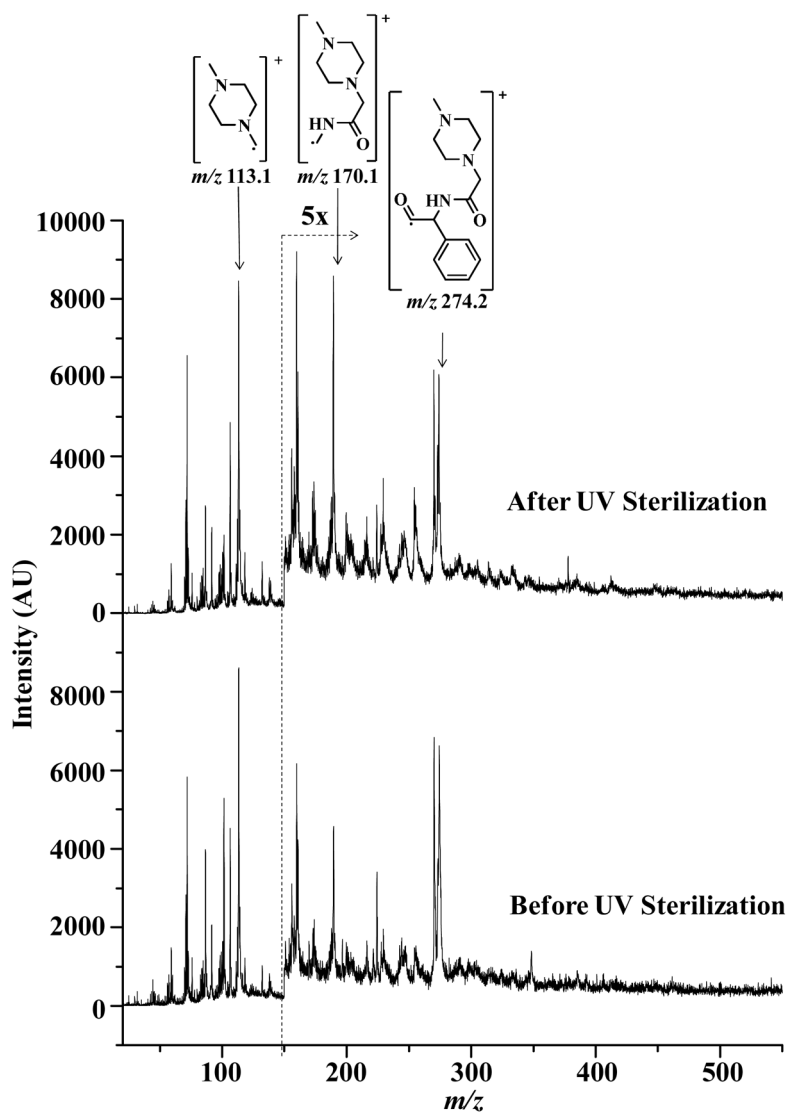 +
+
+
N
N
N
N
HN
O
N
N
NH
O
O
m/z 113.1
m/z 170.1
m/z 274.2
5x
10000
8000
6000
4000
2000
0
After UV Sterilization
8000
6000
4000
2000
0
Before UV Sterilization
Intensity (AU)
100 200 300 400 500
m/z